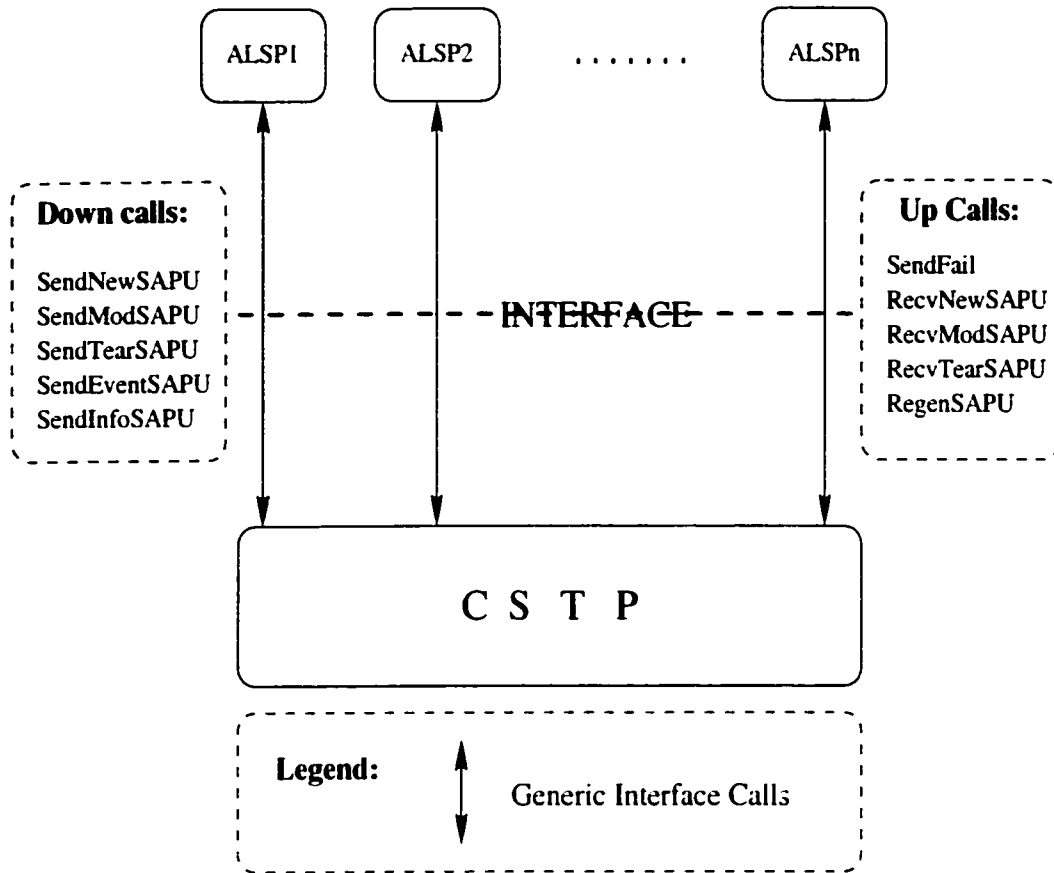 ALSP1
ALSP2
.......
ALSPn
Down calls:
SendNewSAPU
SendModSAPU
SendTearSAPU
SendEventSAPU
SendInfoSAPU
INTERFACE
Up Calls:
SendFail
RecvNewSAPU
RecvModSAPU
RecvTearSAPU
RegenSAPU
C S T P
Legend:
Generic Interface Calls